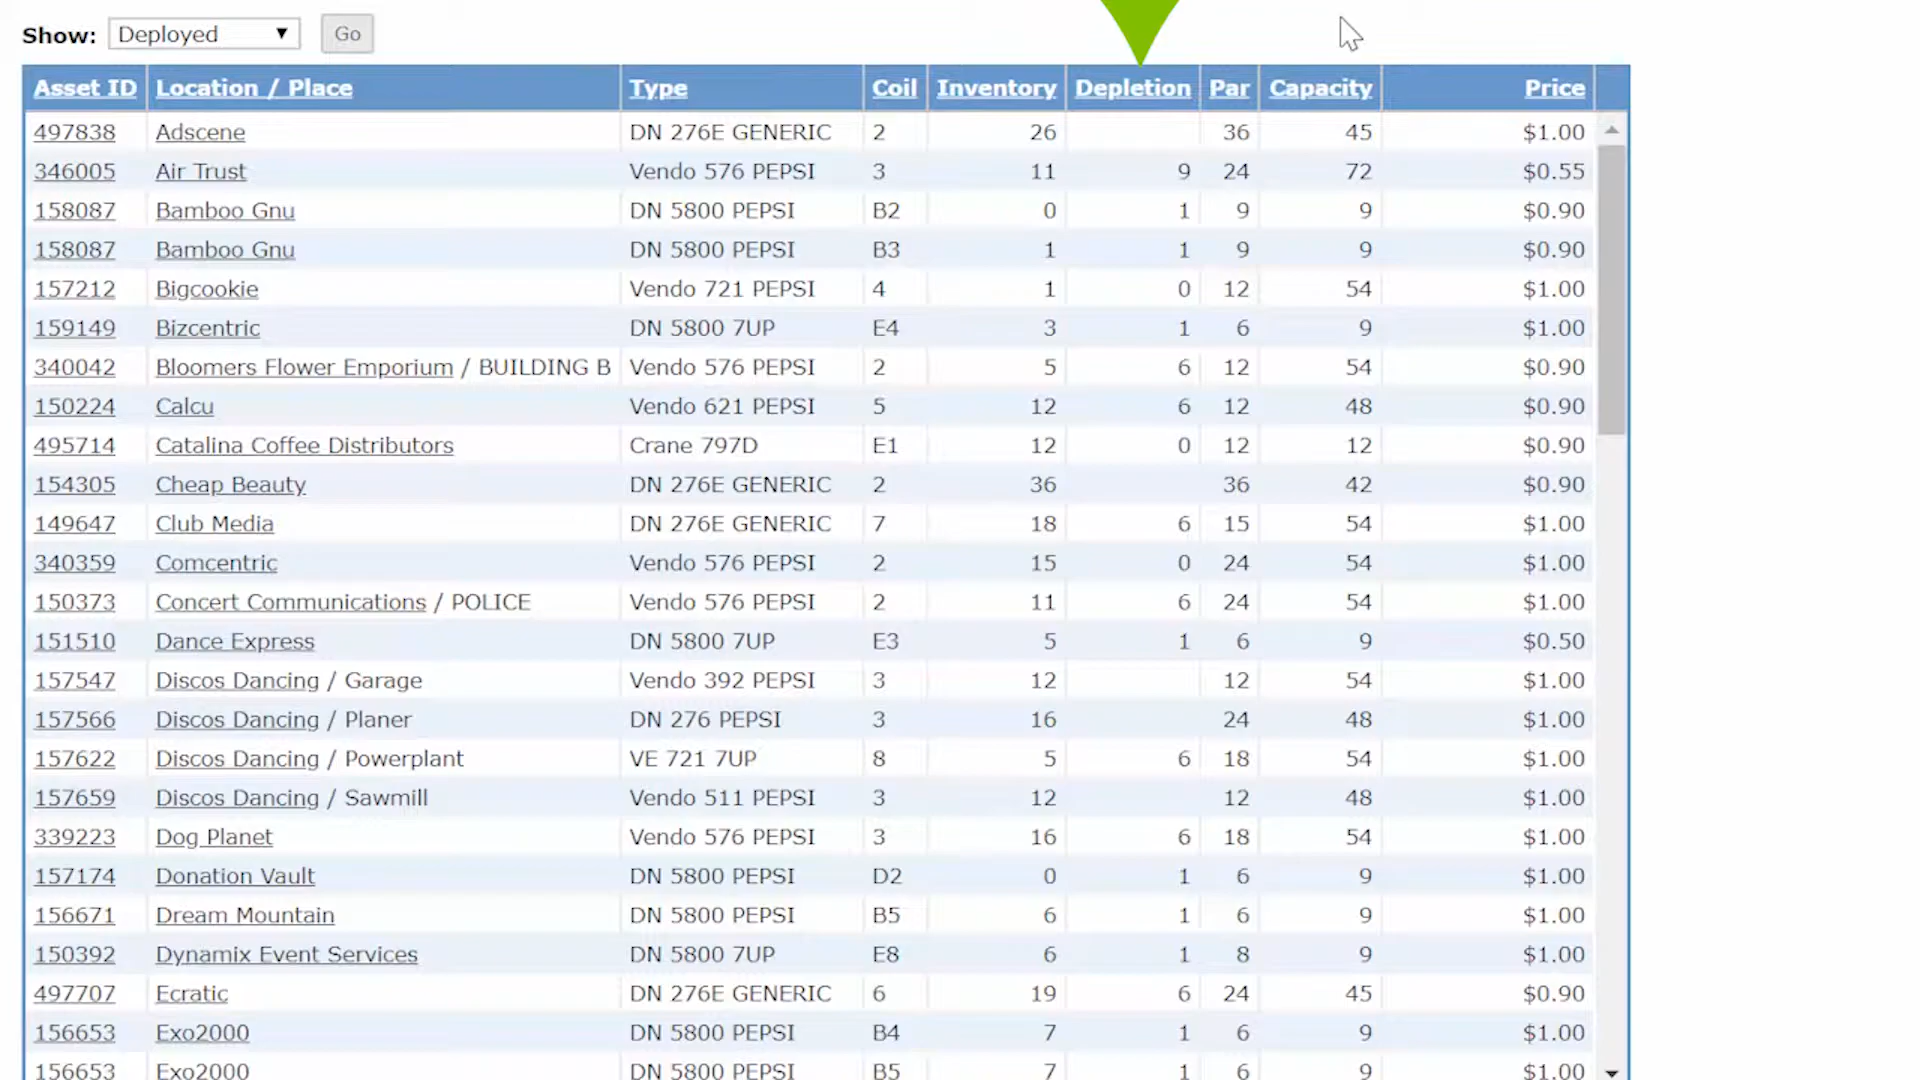 Show: Deployed Go
Asset ID Location / Place Type Coil Inventory Depletion Par Capacity Price
497838 Adscene DN 276E GENERIC 2 26 36 45 $1.00
346005 Air Trust Vendo 576 PEPSI 3 11 9 24 72 $0.55
158087 Bamboo Gnu DN 5800 PEPSI B2 0 1 9 9 $0.90
158087 Bamboo Gnu DN 5800 PEPSI B3 1 1 9 9 $0.90
157212 Bigcookie Vendo 721 PEPSI 4 1 0 12 54 $1.00
159149 Bizcentric DN 5800 7UP E4 3 1 6 9 $1.00
340042 Bloomers Flower Emporium / BUILDING B Vendo 576 PEPSI 2 5 6 12 54 $0.90
150224 Calcu Vendo 621 PEPSI 5 12 6 12 48 $0.90
495714 Catalina Coffee Distributors Crane 797D E1 12 0 12 12 $0.90
154305 Cheap Beauty DN 276E GENERIC 2 36 36 42 $0.90
149647 Club Media DN 276E GENERIC 7 18 6 15 54 $1.00
340359 Comcentric Vendo 576 PEPSI 2 15 0 24 54 $1.00
150373 Concert Communications / POLICE Vendo 576 PEPSI 2 11 6 24 54 $1.00
151510 Dance Express DN 5800 7UP E3 5 1 6 9 $0.50
157547 Discos Dancing / Garage Vendo 392 PEPSI 3 12 12 54 $1.00
157566 Discos Dancing / Planer DN 276 PEPSI 3 16 24 48 $1.00
157622 Discos Dancing / Powerplant VE 721 7UP 8 5 6 18 54 $1.00
157659 Discos Dancing / Sawmill Vendo 511 PEPSI 3 12 12 48 $1.00
339223 Dog Planet Vendo 576 PEPSI 3 16 6 18 54 $1.00
157174 Donation Vault DN 5800 PEPSI D2 0 1 6 9 $1.00
156671 Dream Mountain DN 5800 PEPSI B5 6 1 6 9 $1.00
150392 Dynamix Event Services DN 5800 7UP E8 6 1 8 9 $1.00
497707 Ecratic DN 276E GENERIC 6 19 6 24 45 $0.90
156653 Exo2000 DN 5800 PEPSI B4 7 1 6 9 $1.00
156653 Exo2000 DN 5800 PEPSI B5 7 1 6 9 $1.00